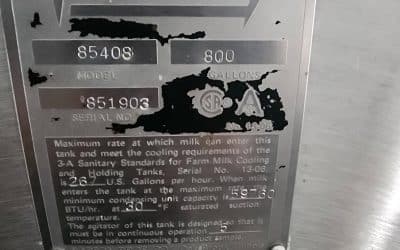 85408 800
MODEL GALLONS
851903
SERIAL NO.
Maximum rate at which milk can enter this
tank and meet the cooling requirements of the
3-A Sanitary Standards for Farm Milk Cooling
and Holding Tanks, Serial No. 13-06
is 267 U.S. Gallons per hour. When milk
enters the tank at the maximum
minimum condensing unit capacity is 59760
BTU/hr. at 30 °F saturated suction
temperature.
The agitator of this tank is designed so that it
must be in continuous operation 5
minutes before removing a product sample.